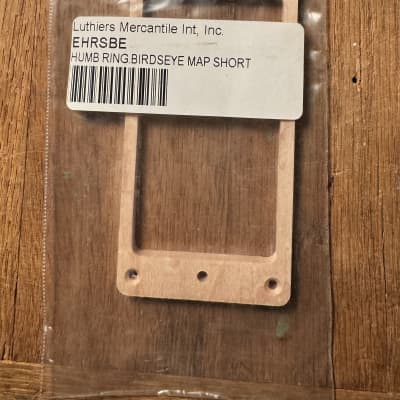 Luthiers Mercantile Int, Inc.
EHRSBE
HUMB RING BIRDSEYE MAP SHORT